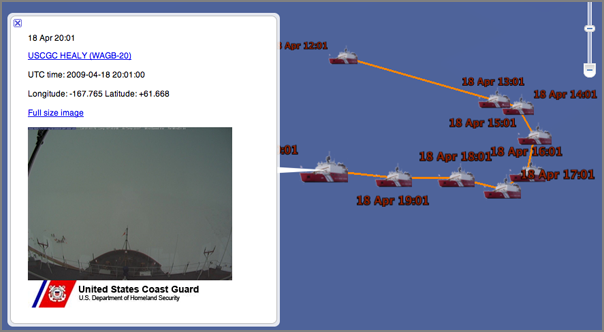 18 Apr 20:01
USCGC HEALY (WAGB-20)
UTC time: 2009-04-18 20:01:00
Longitude: -167.765 Latitude: +61.668
Full size image
United States Coast Guard
U.S. Department of Homeland Security
Apr 12:01
18 Apr 13:01
18 Apr 14:01
18 Apr 15:01
18 Apr 16:01
18 Apr 17:01
18 Apr 18:01
18 Apr 19:01
:01